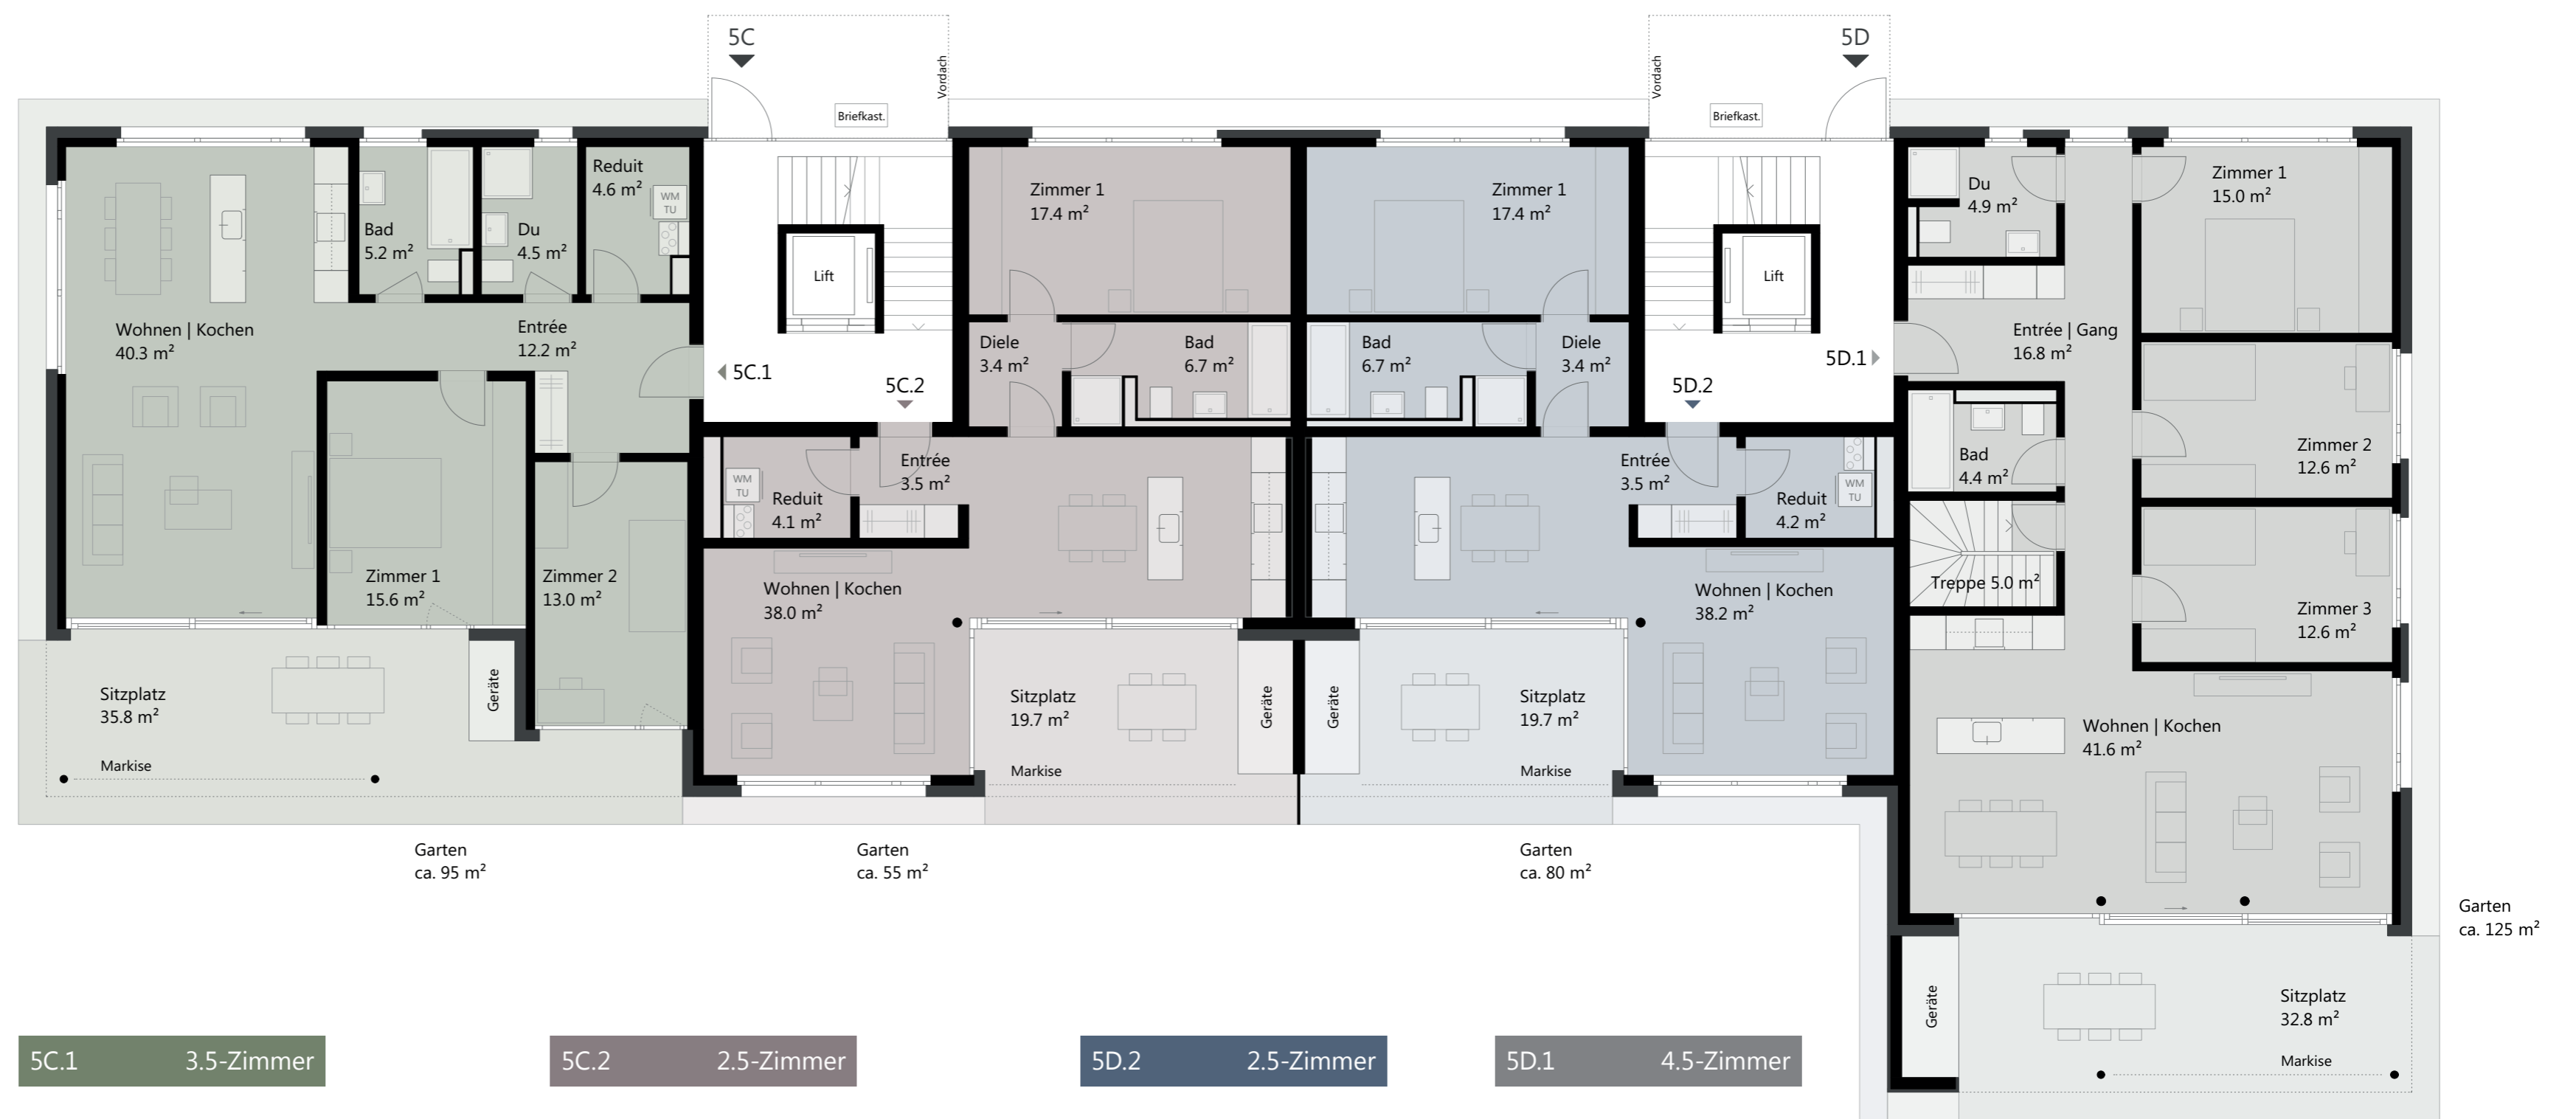 5C
5D
Vordach
Vordach
Briefkast.
Briefkast.
Reduit
4.6 m²
WM
TU
Bad
5.2 m²
Du
4.5 m²
Wohnen | Kochen
40.3 m²
Entrée
12.2 m²
5C.1
Zimmer 1
15.6 m²
Zimmer 2
13.0 m²
Sitzplatz
35.8 m²
Geräte
Markise
Garten
ca. 95 m²
Lift
5C.2
Zimmer 1
17.4 m²
Diele
3.4 m²
Bad
6.7 m²
Entrée
3.5 m²
WM
TU
Reduit
4.1 m²
Wohnen | Kochen
38.0 m²
Sitzplatz
19.7 m²
Geräte
Markise
Garten
ca. 55 m²
Zimmer 1
17.4 m²
Bad
6.7 m²
Diele
3.4 m²
Lift
5D.1
5D.2
Entrée
3.5 m²
Reduit
4.2 m²
WM
TU
Wohnen | Kochen
38.2 m²
Geräte
Sitzplatz
19.7 m²
Markise
Garten
ca. 80 m²
Du
4.9 m²
Zimmer 1
15.0 m²
Entrée | Gang
16.8 m²
Bad
4.4 m²
Zimmer 2
12.6 m²
Treppe 5.0 m²
Zimmer 3
12.6 m²
Wohnen | Kochen
41.6 m²
Garten
ca. 125 m²
Geräte
Sitzplatz
32.8 m²
Markise
5C.1 3.5-Zimmer
5C.2 2.5-Zimmer
5D.2 2.5-Zimmer
5D.1 4.5-Zimmer